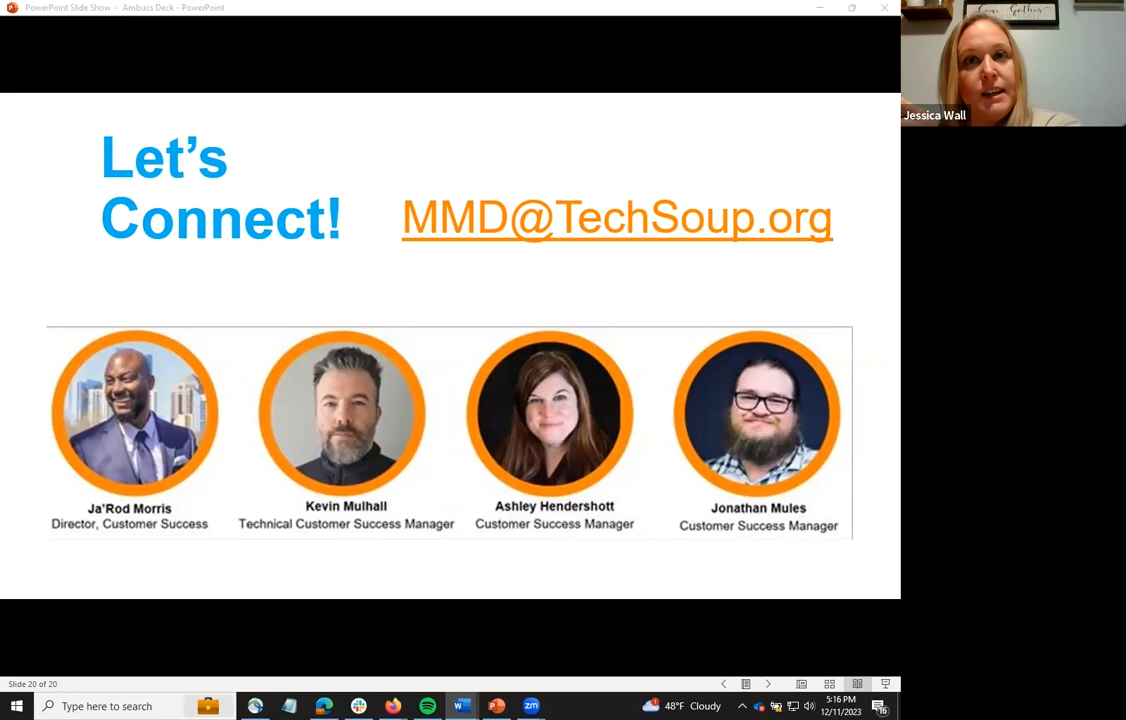 PowerPoint Slide Show - Ambucs Deck - PowerPoint
Jessica Wall
Let's
Connect!
MMD@TechSoup.org
Ja'Rod Morris
Director, Customer Success
Kevin Mulhall
Technical Customer Success Manager
Ashley Hendershott
Customer Success Manager
Jonathan Mules
Customer Success Manager
Slide 20 of 20
Type here to search
48°F Cloudy
5:16 PM
12/11/2023
16